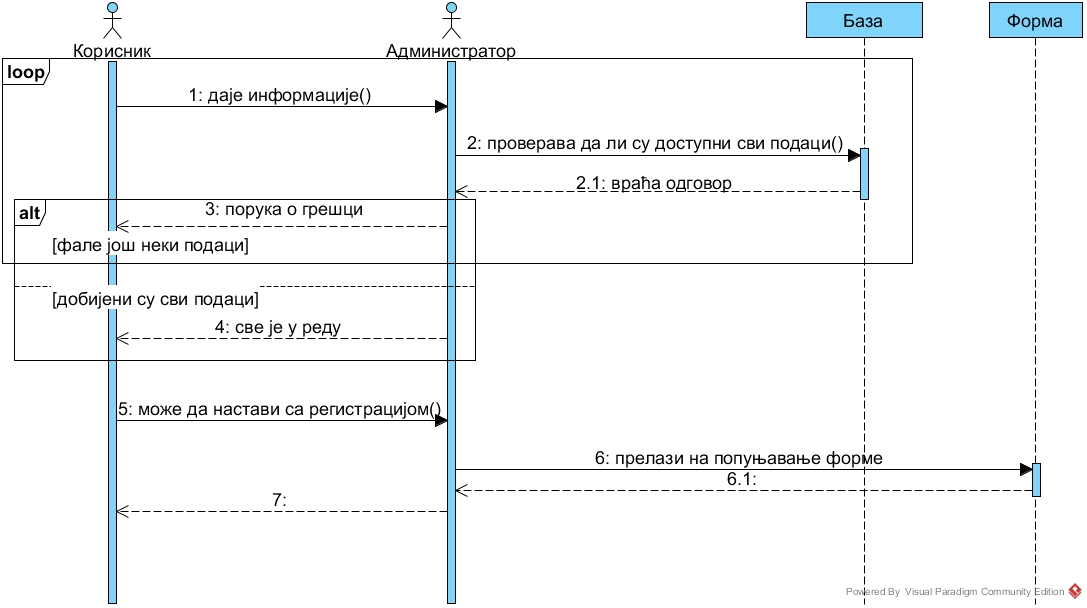 Корисник
Администратор
База
Форма
loop
1: даје информације()
2: проверава да ли су доступни сви подаци()
2.1: враћа одговор
alt
3: порука о грешци
[фале још неки подаци]
[добијени су сви подаци]
4: све је у реду
5: може да настави са регистрацијом()
6: прелази на попуњавање форме
6.1:
7:
Powered By Visual Paradigm Community Edition